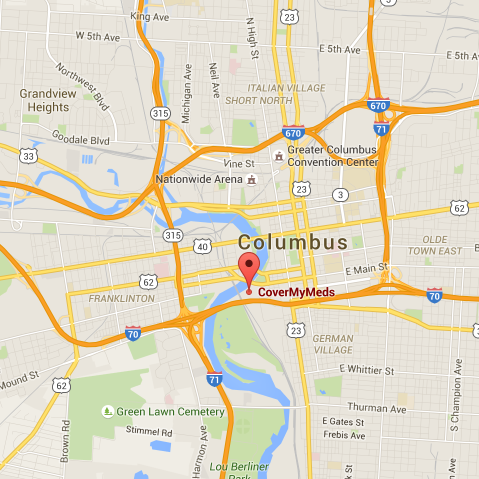 King Ave
W 5th Ave
N High St
23
E 5th Ave
E 5th Ave
Northwest Blvd
Grandview
Heights
Michigan Ave
Neil Ave
ITALIAN VILLAGE
SHORT NORTH
670
315
71
Goodale Blvd
670
33
Vine St
Greater Columbus
Convention Center
Nationwide Arena
23
3
62
315
40
Columbus
OLDE
TOWN EAST
E Main St
62
FRANKLINTON
CoverMyMeds
70
70
23
GERMAN
VILLAGE
Mound St
62
71
E Whittier St
Green Lawn Cemetery
Thurman Ave
Stimmel Rd
E Gates St
Frebis Ave
Brown Rd
Harmon Ave
S Champion Ave
Lou Berliner
Park